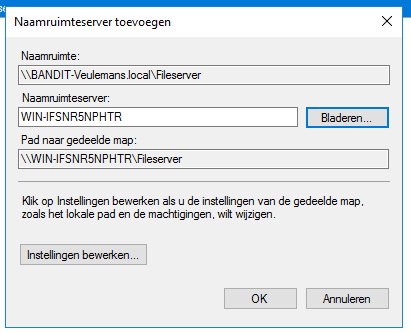 Naamruimteserver toevoegen
Naamruimte:
\\BANDIT-Veulemans.local\Fileserver
Naamruimteserver:
WIN-IFSNR5NPHTR
Bladeren...
Pad naar gedeelde map:
\\WIN-IFSNR5NPHTR\Fileserver
Klik op Instellingen bewerken als u de instellingen van de gedeelde map,
zoals het lokale pad en de machtigingen, wilt wijzigen.
Instellingen bewerken...
OK
Annuleren